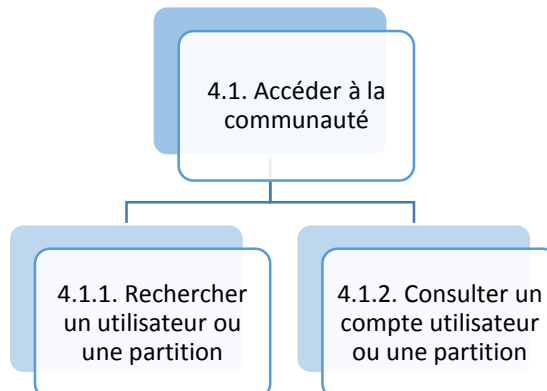 4.1. Accéder à la
communauté
4.1.1. Rechercher
un utilisateur ou
une partition
4.1.2. Consulter un
compte utilisateur
ou une partition